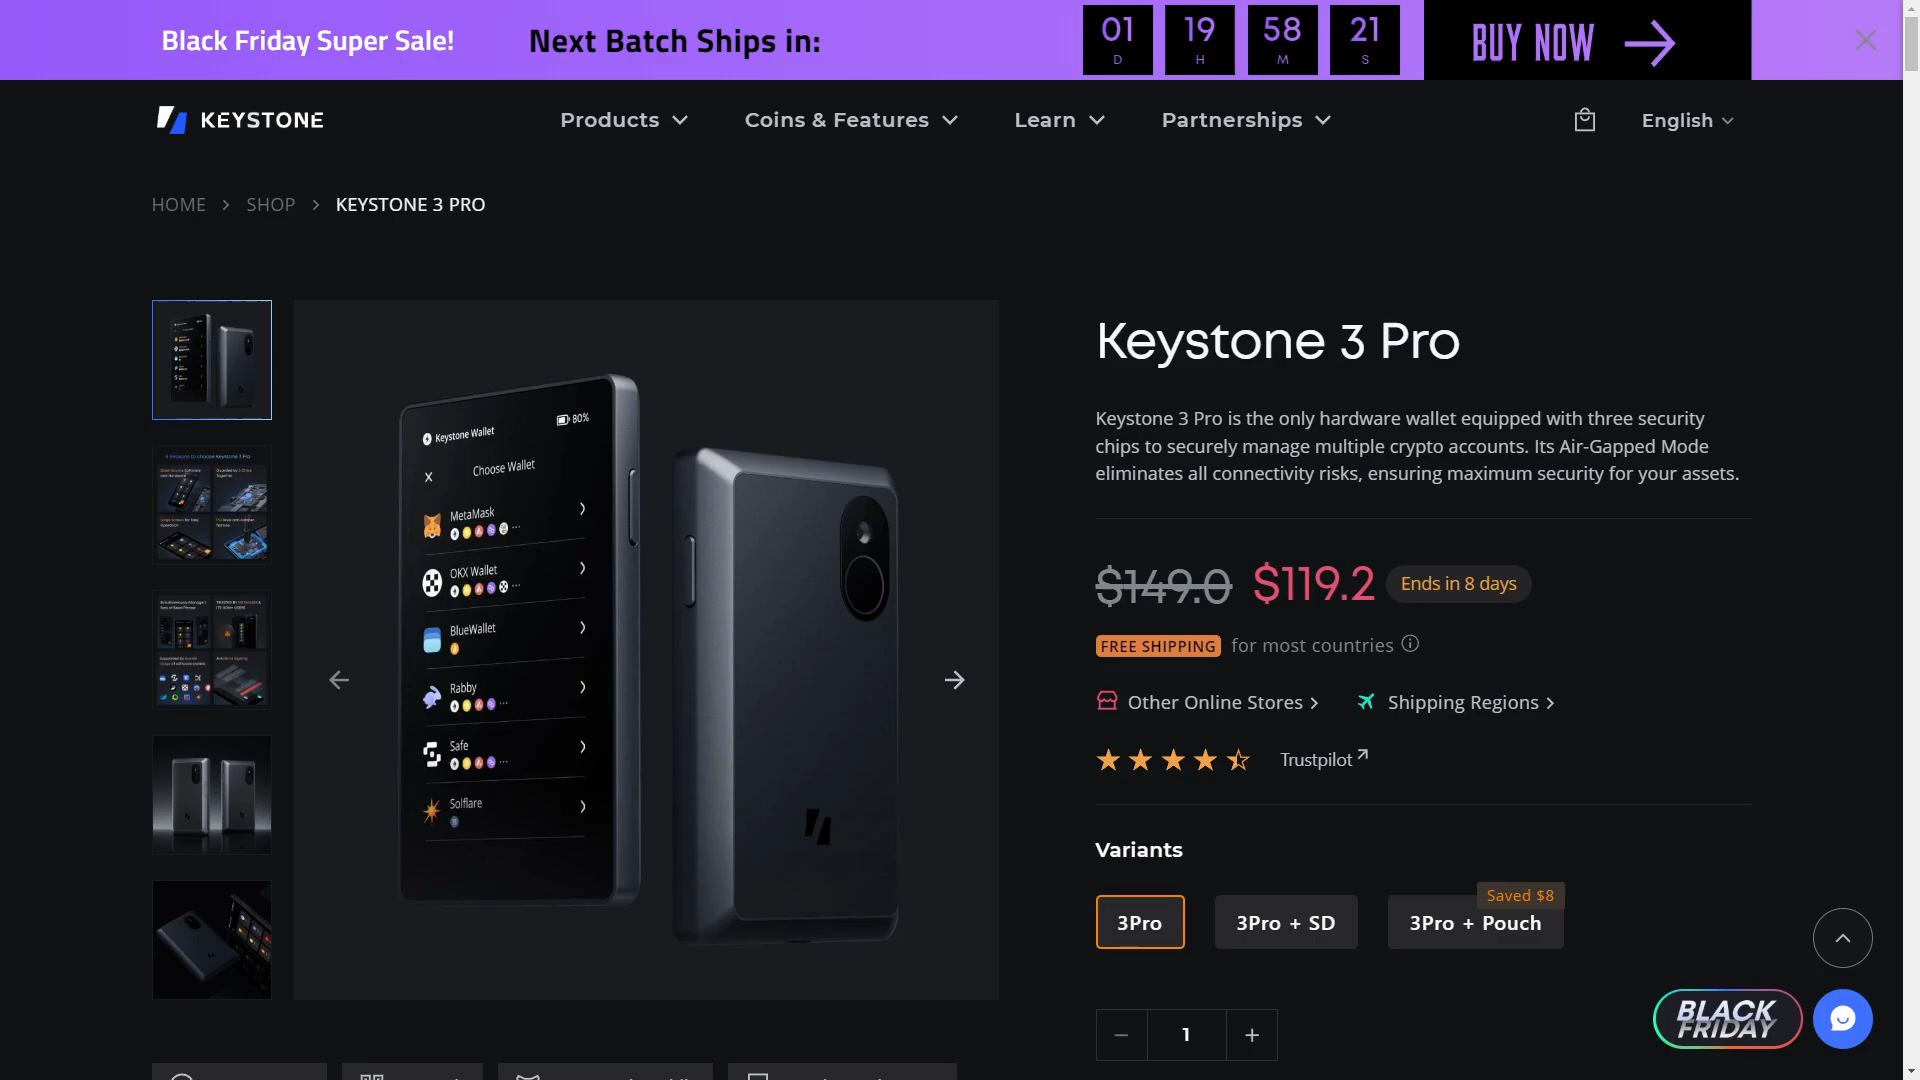 Black Friday Super Sale!
Next Batch Ships in:
01 D 19 H 58 M 21 S
BUY NOW
KEYSTONE
Products
Coins & Features
Learn
Partnerships
English
HOME > SHOP > KEYSTONE 3 PRO
Keystone Wallet
80%
Choose Wallet
MetaMask
OKX Wallet
BlueWallet
Rabby
Safe
Solflare
Keystone 3 Pro
Keystone 3 Pro is the only hardware wallet equipped with three security
chips to securely manage multiple crypto accounts. Its Air-Gapped Mode
eliminates all connectivity risks, ensuring maximum security for your assets.
$149.0 $119.2 Ends in 8 days
FREE SHIPPING for most countries
Other Online Stores
Shipping Regions
Trustpilot
Variants
Saved $8
3Pro
3Pro + SD
3Pro + Pouch
1
BLACK
FRIDAY